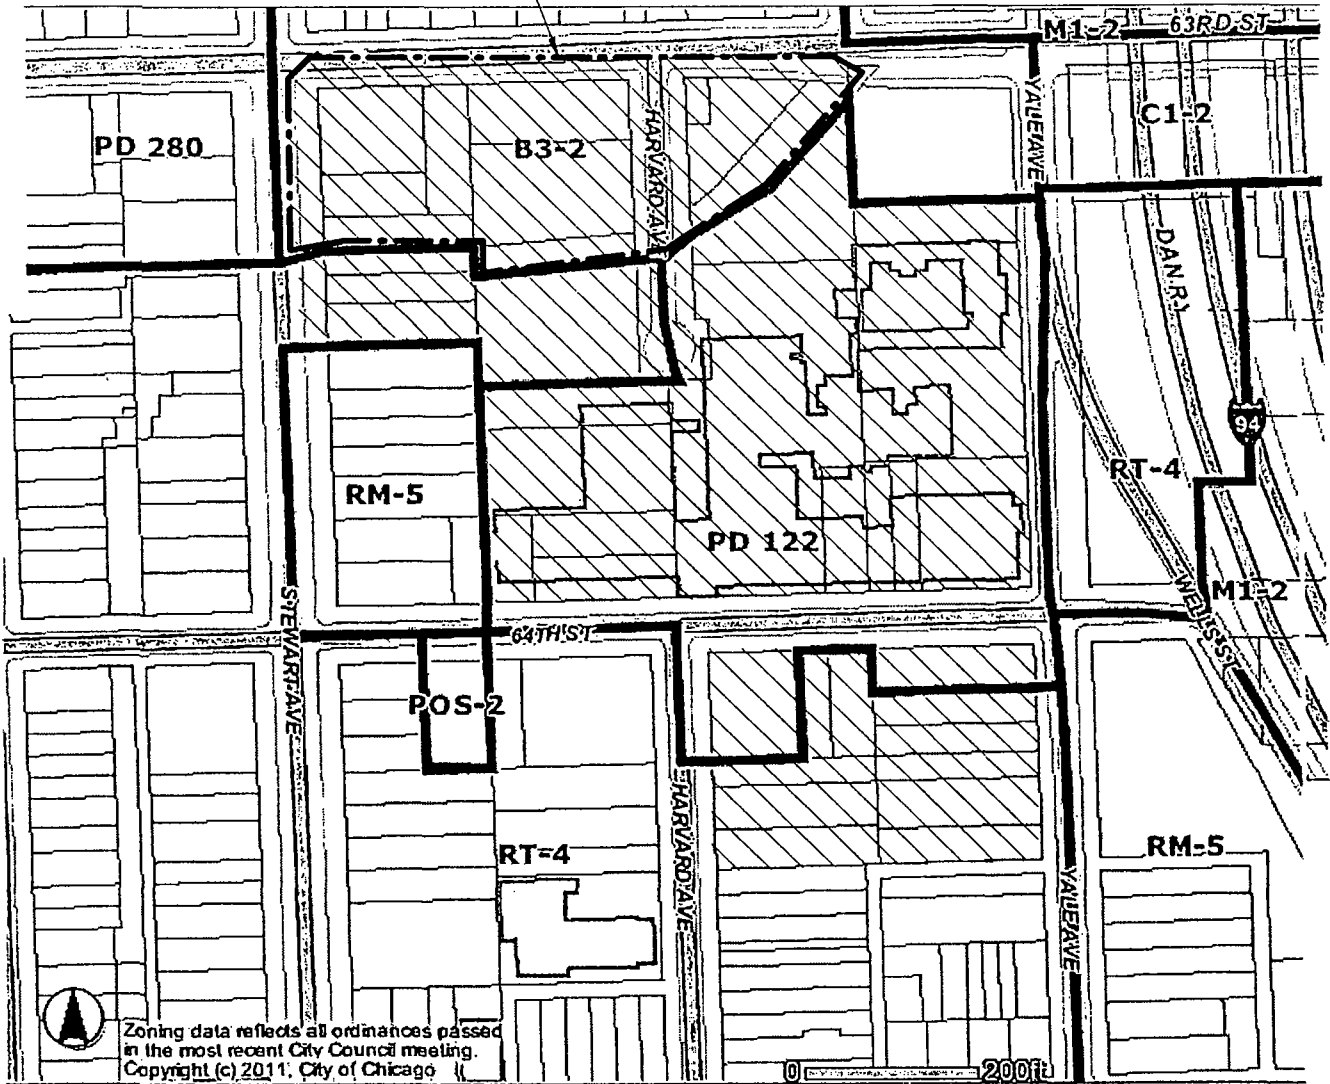 M1-2
63RD ST
YALE AVE
C1-2
PD 280
B3-2
HARVARD AVE
DAN R
94
RT-4
RM-5
PD 122
M1-2
WELLS ST
64TH ST
STEWART AVE
POS-2
HARVARD AVE
RT-4
RM-5
YALE AVE
Zoning data reflects all ordinances passed
in the most recent City Council meeting.
Copyright (c) 2011, City of Chicago
0 200ft